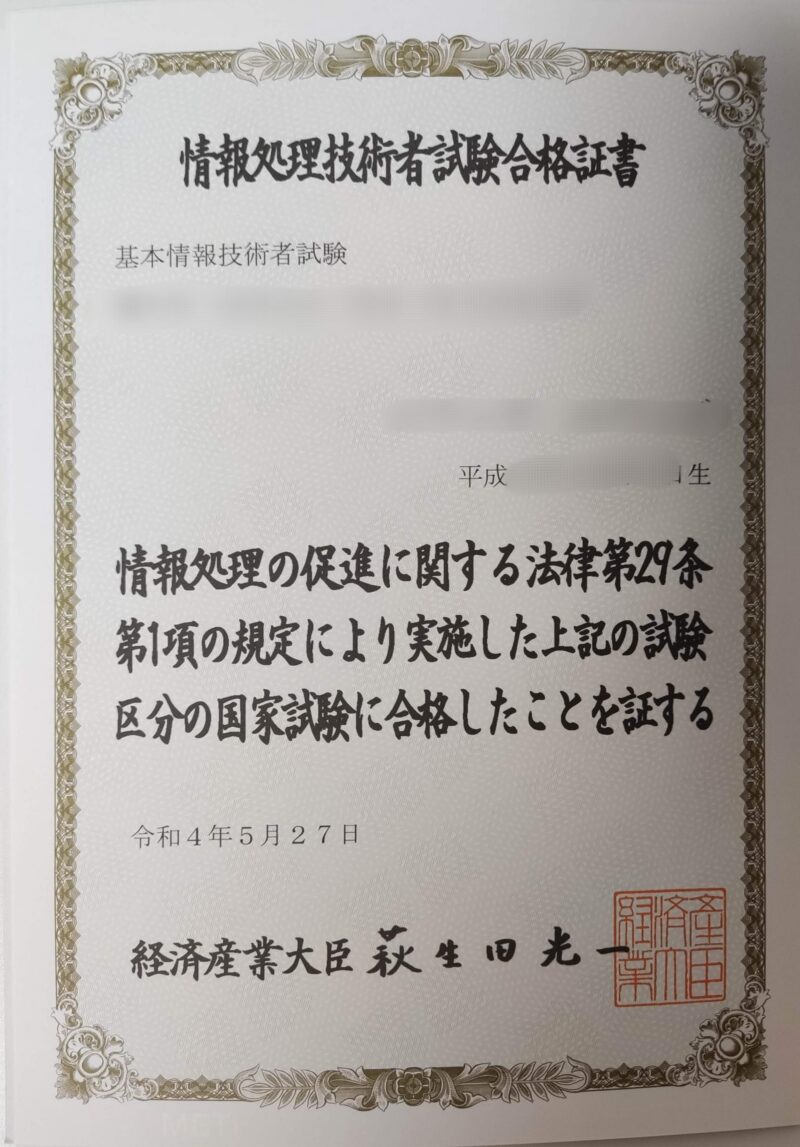 情報処理技術者試験合格証書
基本情報技術者試験
平成 生
情報処理の促進に関する法律第29条
第1項の規定により実施した上記の試験
区分の国家試験に合格したことを証する
令和４年５月２７日
経済産業大臣 萩生田光一